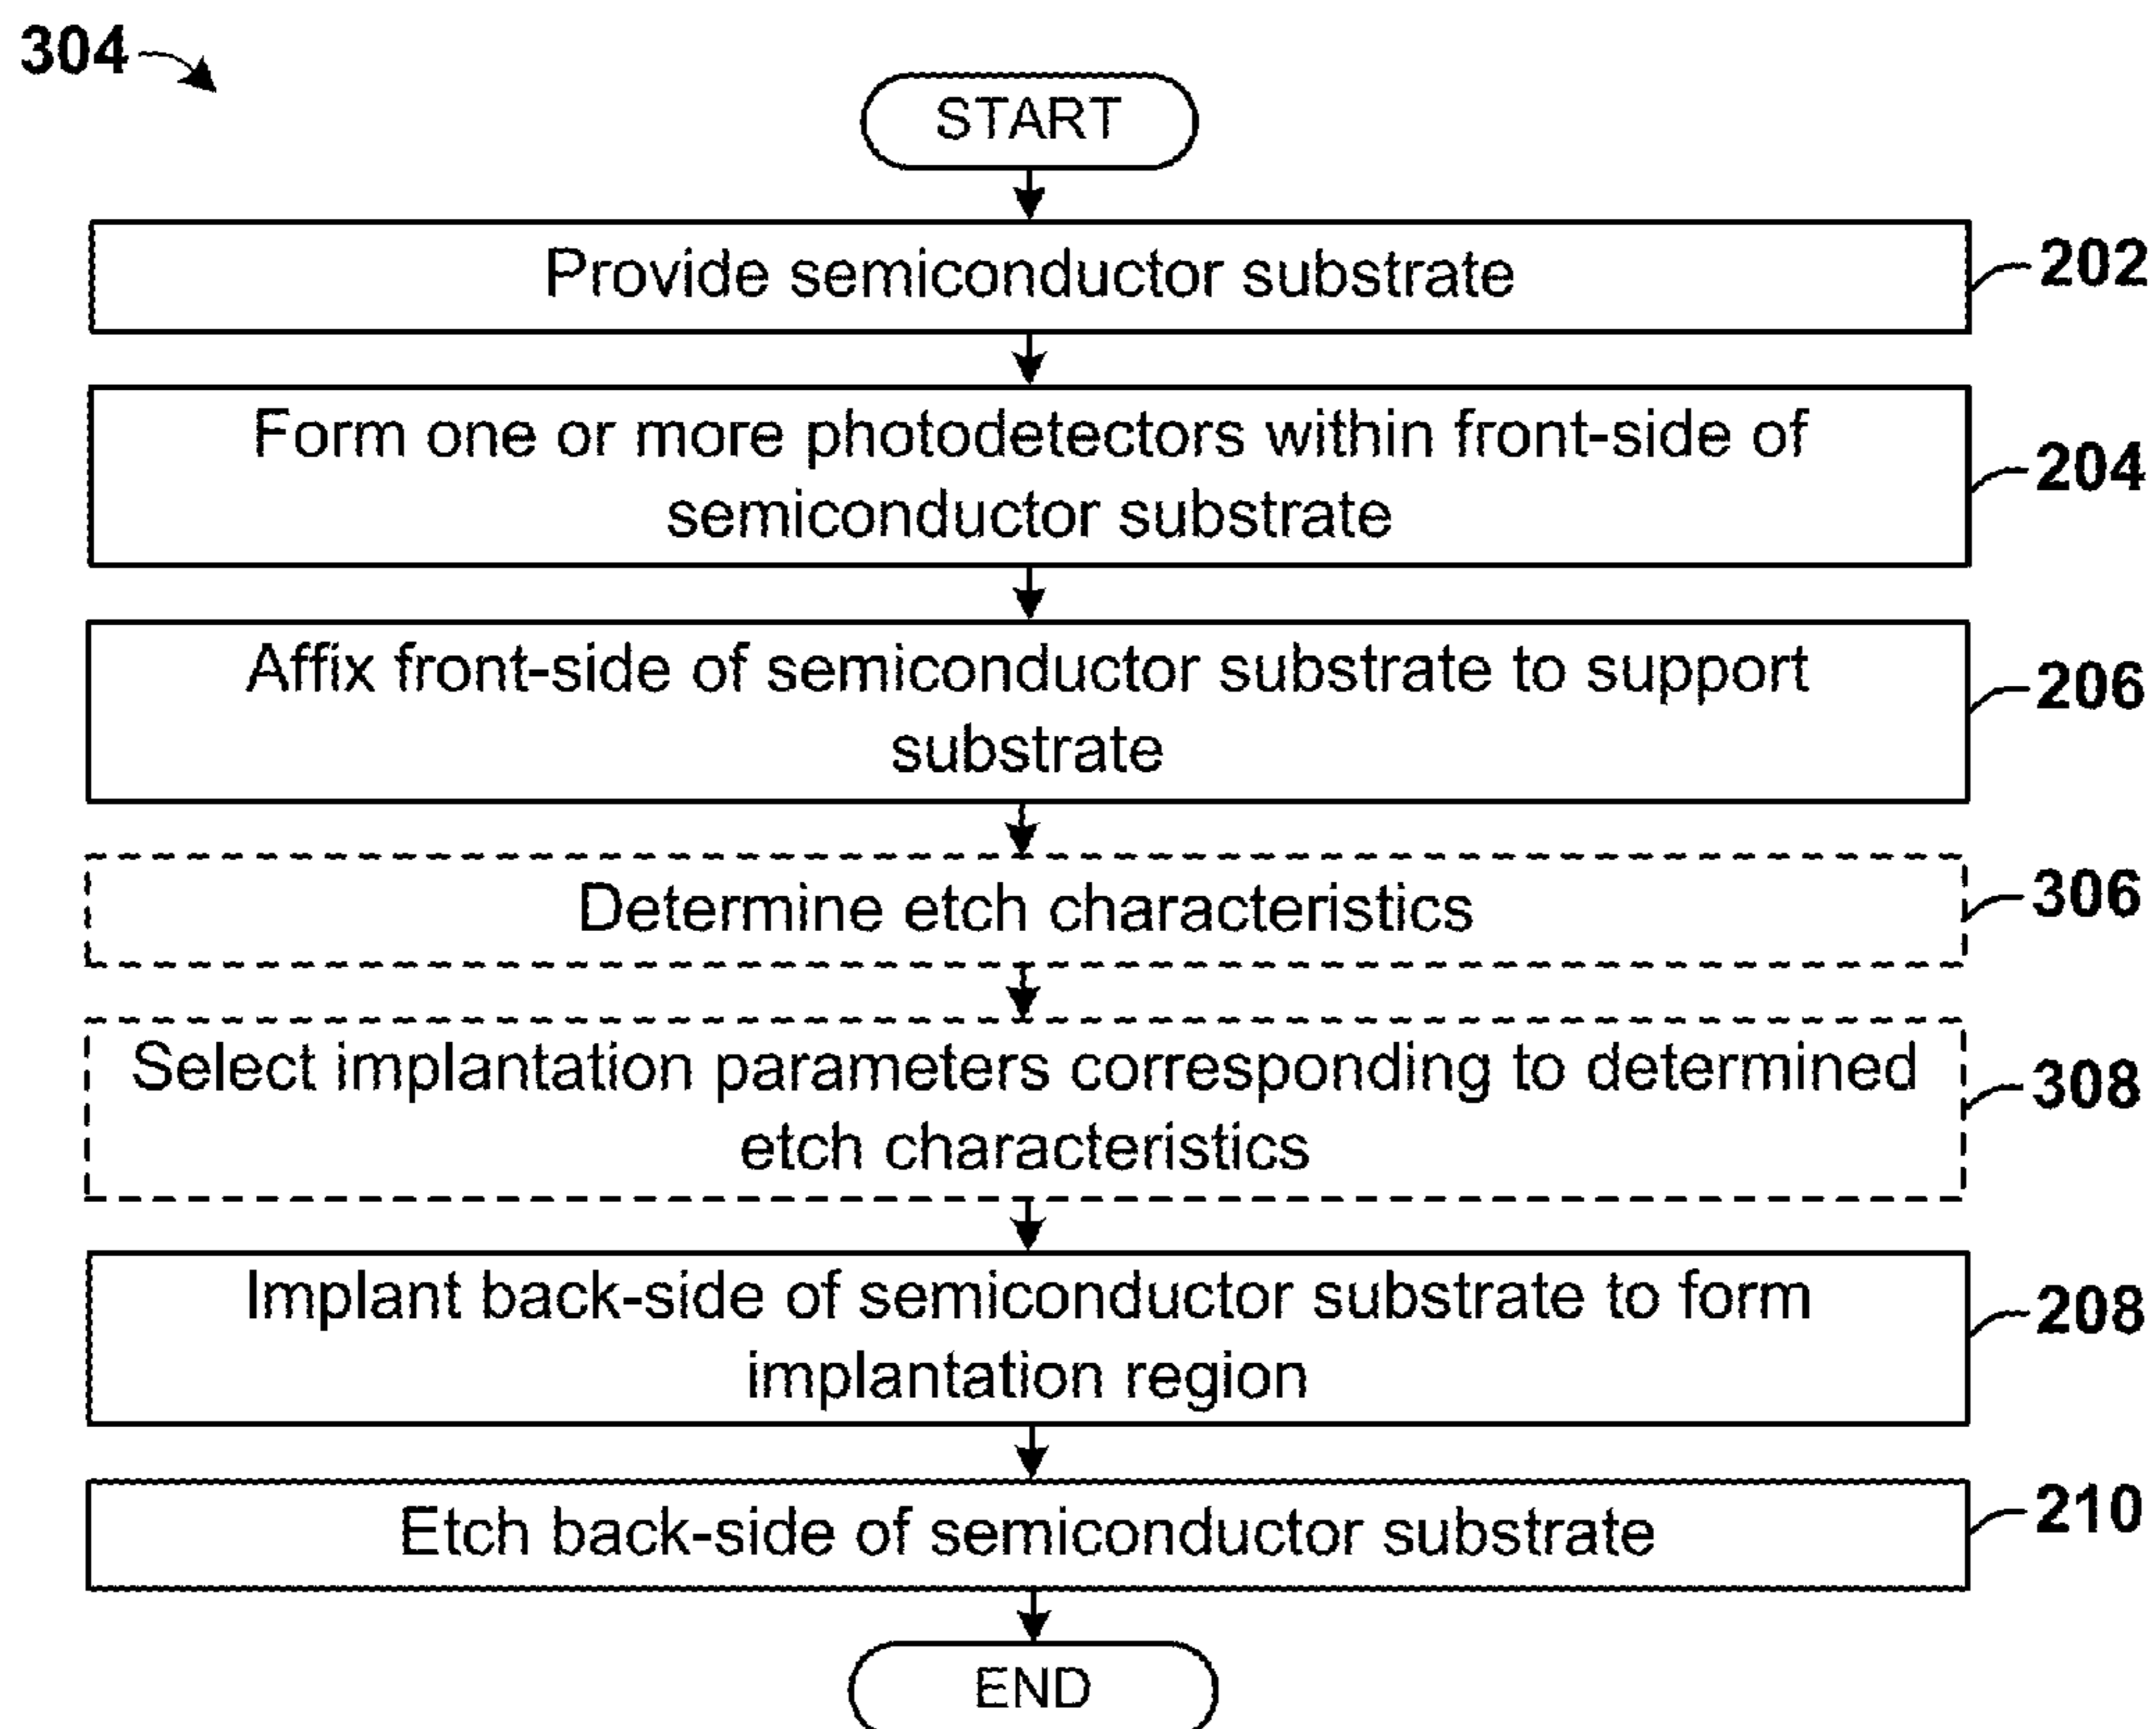 304
START
Provide semiconductor substrate
202
Form one or more photodetectors within front-side of
semiconductor substrate
204
Affix front-side of semiconductor substrate to support
substrate
206
Determine etch characteristics
306
Select implantation parameters corresponding to determined
etch characteristics
308
Implant back-side of semiconductor substrate to form
implantation region
208
Etch back-side of semiconductor substrate
210
END